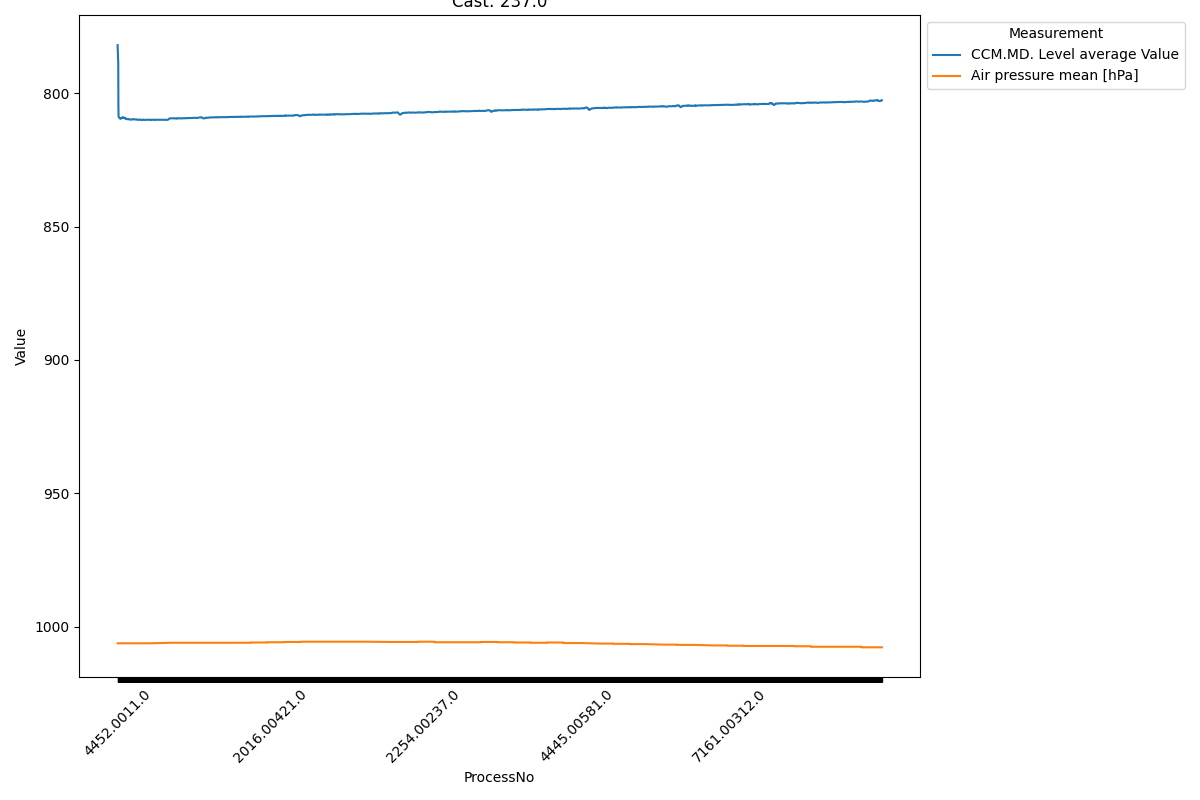 Cast: 237.0
Measurement
CCM.MD. Level average Value
Air pressure mean [hPa]
800
850
900
950
1000
Value
4452.0011.0
2016.00421.0
2254.00237.0
4445.00581.0
7161.00312.0
ProcessNo